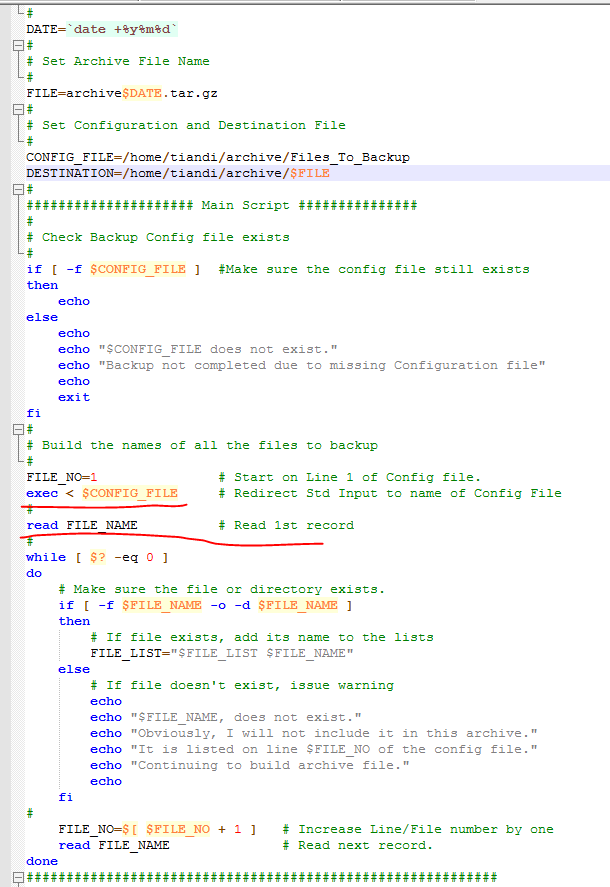 #
DATE=`date +%y%m%d`
#
# Set Archive File Name
#
FILE=archive$DATE.tar.gz
#
# Set Configuration and Destination File
#
CONFIG_FILE=/home/tiandi/archive/Files_To_Backup
DESTINATION=/home/tiandi/archive/$FILE
#
##################### Main Script ###############
#
# Check Backup Config file exists
#
if [ -f $CONFIG_FILE ]  #Make sure the config file still exists
then
    echo
else
    echo
    echo "$CONFIG_FILE does not exist."
    echo "Backup not completed due to missing Configuration file"
    echo
    exit
fi
#
# Build the names of all the files to backup
#
FILE_NO=1               # Start on Line 1 of Config file.
exec < $CONFIG_FILE     # Redirect Std Input to name of Config File
#
read FILE_NAME          # Read 1st record
#
while [ $? -eq 0 ]
do
    # Make sure the file or directory exists.
    if [ -f $FILE_NAME -o -d $FILE_NAME ]
    then
        # If file exists, add its name to the lists
        FILE_LIST="$FILE_LIST $FILE_NAME"
    else
        # If file doesn't exist, issue warning
        echo
        echo "$FILE_NAME, does not exist."
        echo "Obviously, I will not include it in this archive."
        echo "It is listed on line $FILE_NO of the config file."
        echo "Continuing to build archive file."
        echo
    fi
#
    FILE_NO=$[ $FILE_NO + 1 ]   # Increase Line/File number by one
    read FILE_NAME              # Read next record.
done
###########################################################